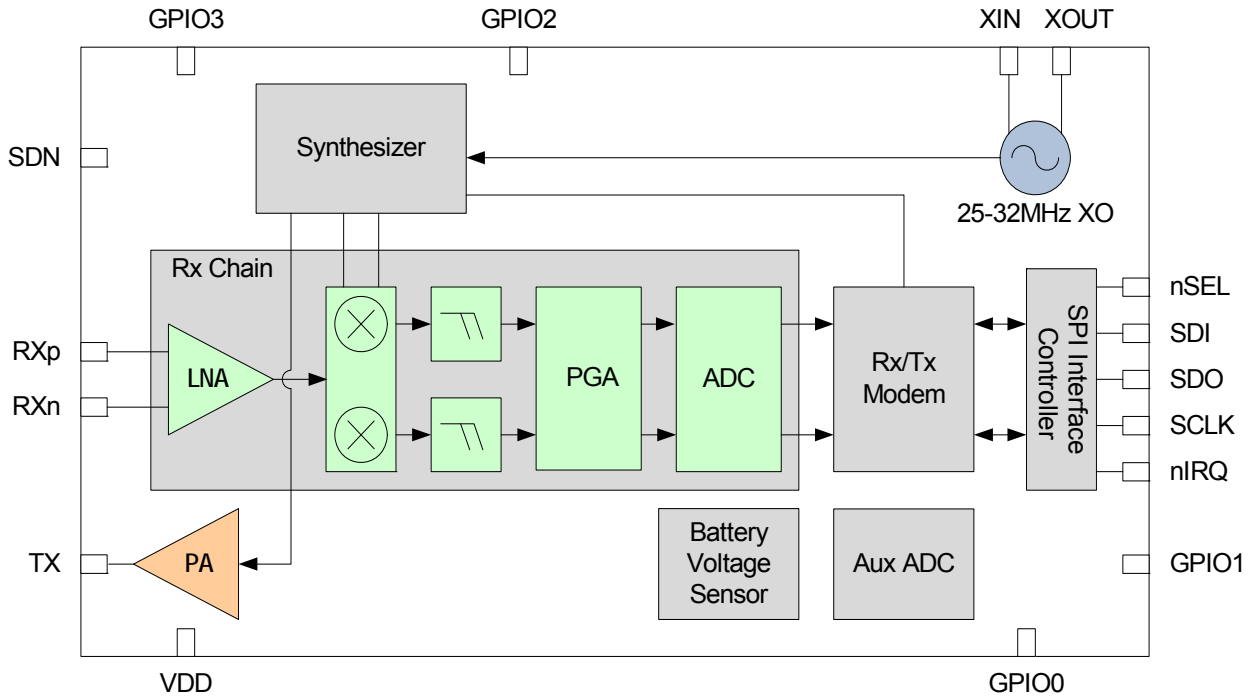 GPIO3
GPIO2
XIN
XOUT
SDN
Synthesizer
25-32MHz XO
Rx Chain
RXp
RXn
LNA
PGA
ADC
Rx/Tx
Modem
SPI Interface
Controller
nSEL
SDI
SDO
SCLK
nIRQ
TX
PA
Battery
Voltage
Sensor
Aux ADC
GPIO1
VDD
GPIO0